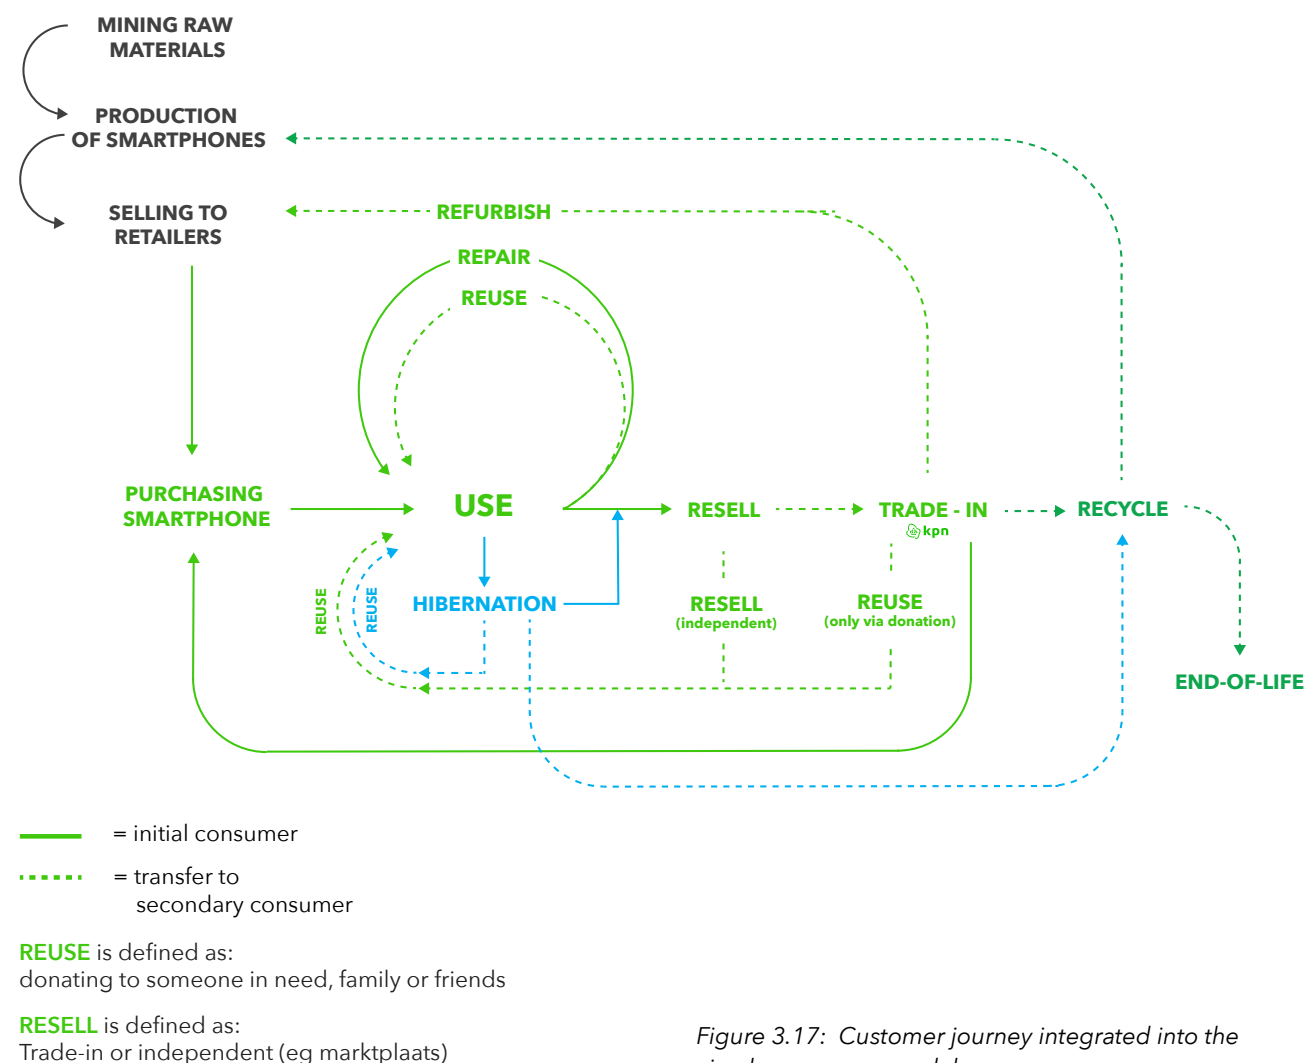 MINING RAW
MATERIALS
PRODUCTION
OF SMARTPHONES
SELLING TO
RETAILERS
REFURBISH
REPAIR
REUSE
PURCHASING
SMARTPHONE
USE
RESELL
TRADE - IN
kpn
RECYCLE
REUSE
REUSE
HIBERNATION
RESELL
(independent)
REUSE
(only via donation)
END-OF-LIFE
= initial consumer
= transfer to
secondary consumer
REUSE is defined as:
donating to someone in need, family or friends
RESELL is defined as:
Trade-in or independent (eg marktplaats)
Figure 3.17: Customer journey integrated into the